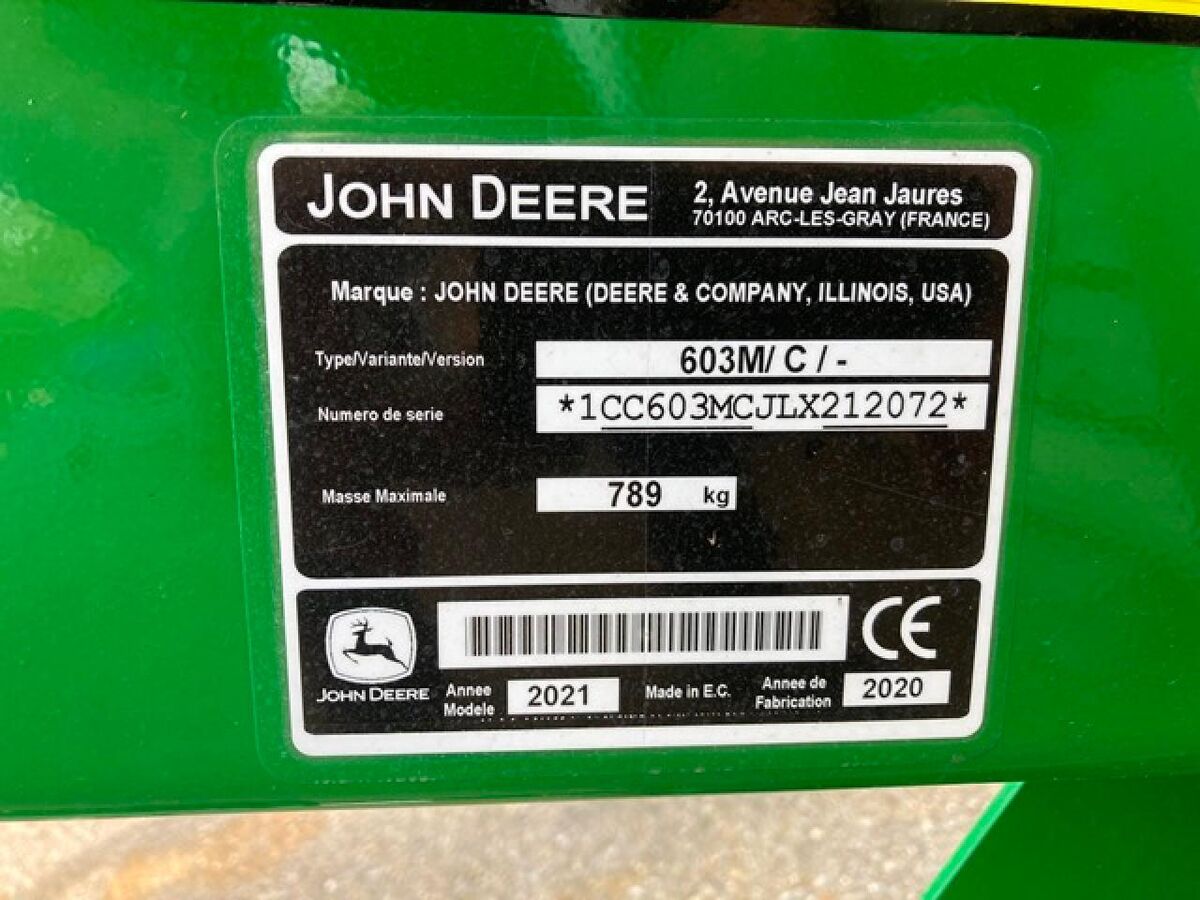 JOHN DEERE
2, Avenue Jean Jaures
70100 ARC-LES-GRAY (FRANCE)
Marque : JOHN DEERE (DEERE & COMPANY, ILLINOIS, USA)
Type/Variante/Version 603M/ C / -
Numero de serie *1CC603MCJLX212072*
Masse Maximale 789 kg
JOHN DEERE
Annee Modele 2021
Made in E.C.
Annee de Fabrication 2020
CE